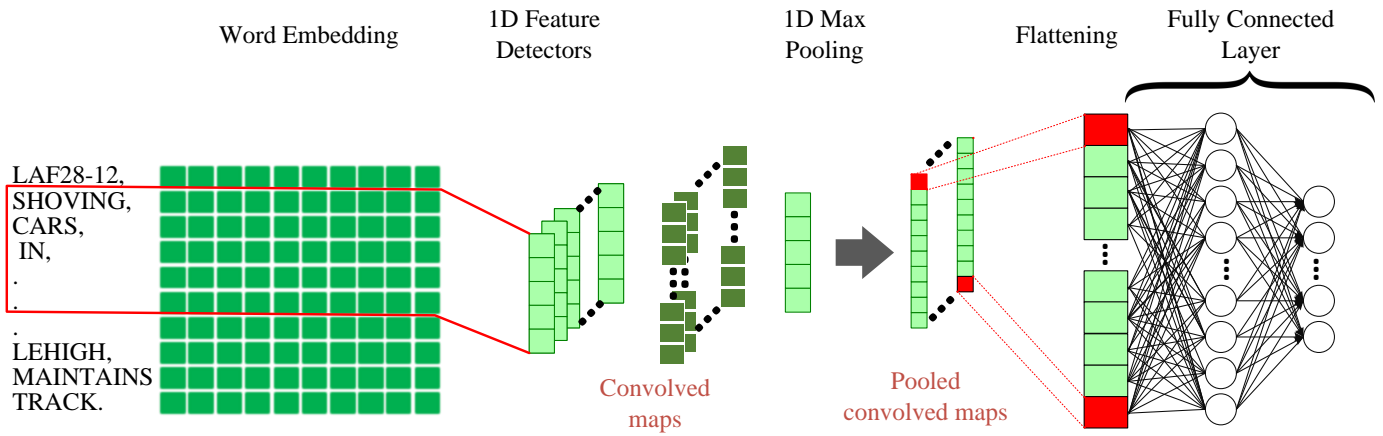 Word Embedding
1D Feature
Detectors
1D Max
Pooling
Flattening
Fully Connected
Layer
LAF28-12,
SHOVING,
CARS,
IN,
.
.
.
LEHIGH,
MAINTAINS
TRACK.
Convolved
maps
Pooled
convolved maps